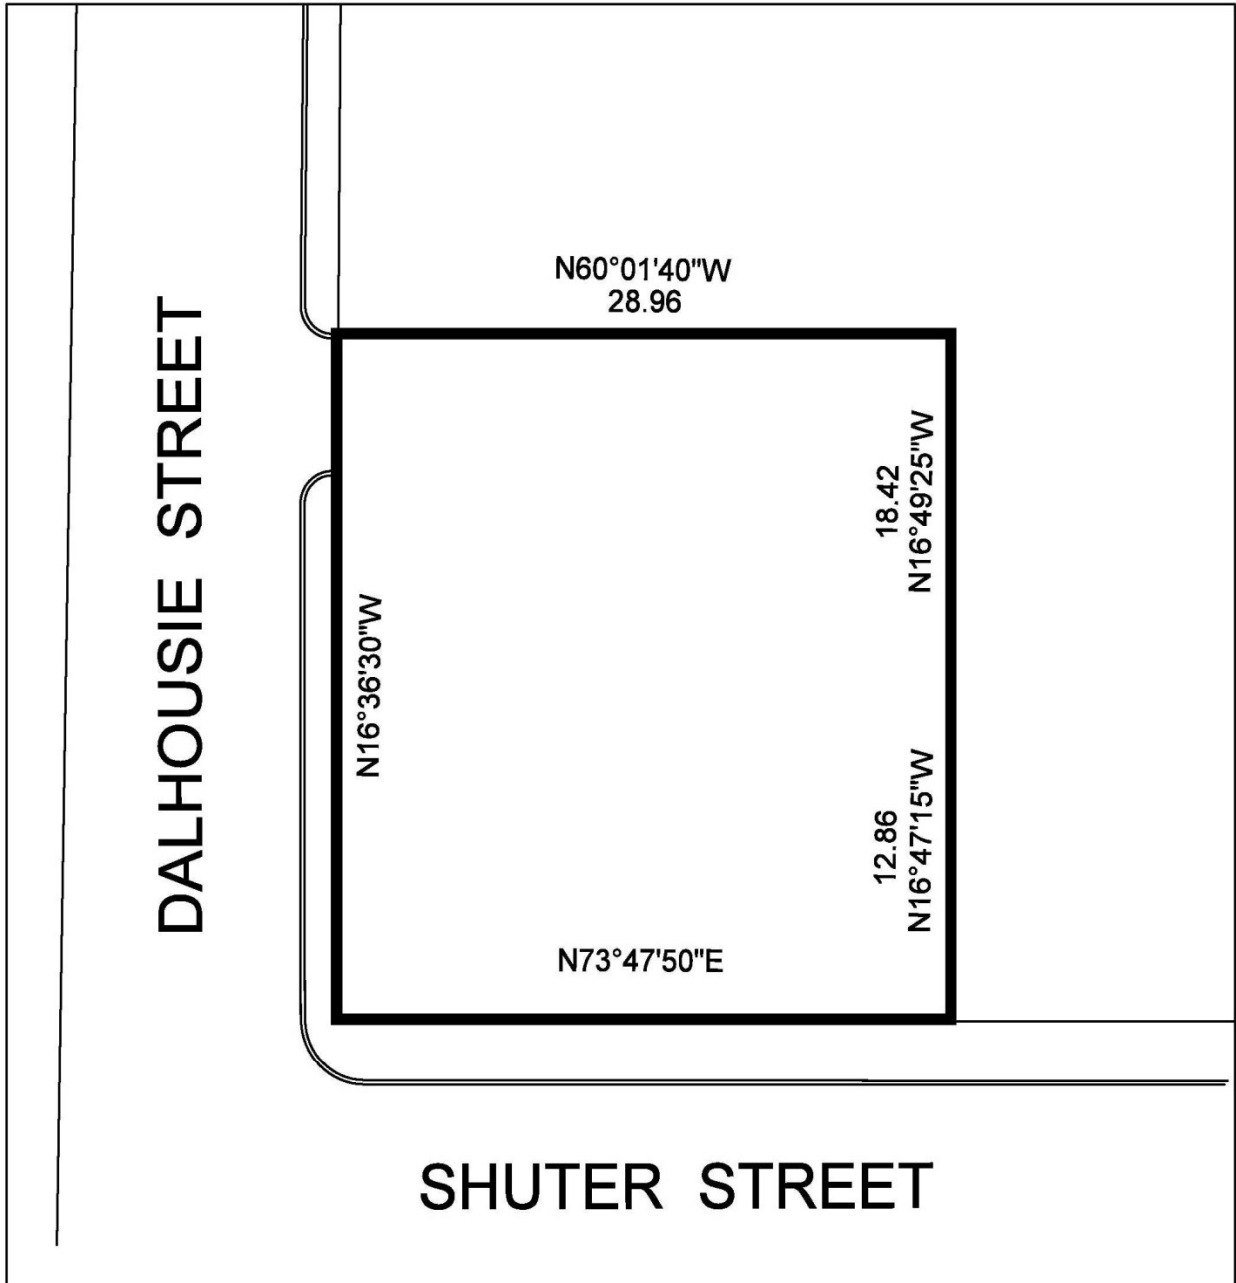 N60°01'40"W
28.96
18.42
N16°49'25"W
DALHOUSIE STREET
N16°36'30"W
12.86
N16°47'15"W
N73°47'50"E
SHUTER STREET